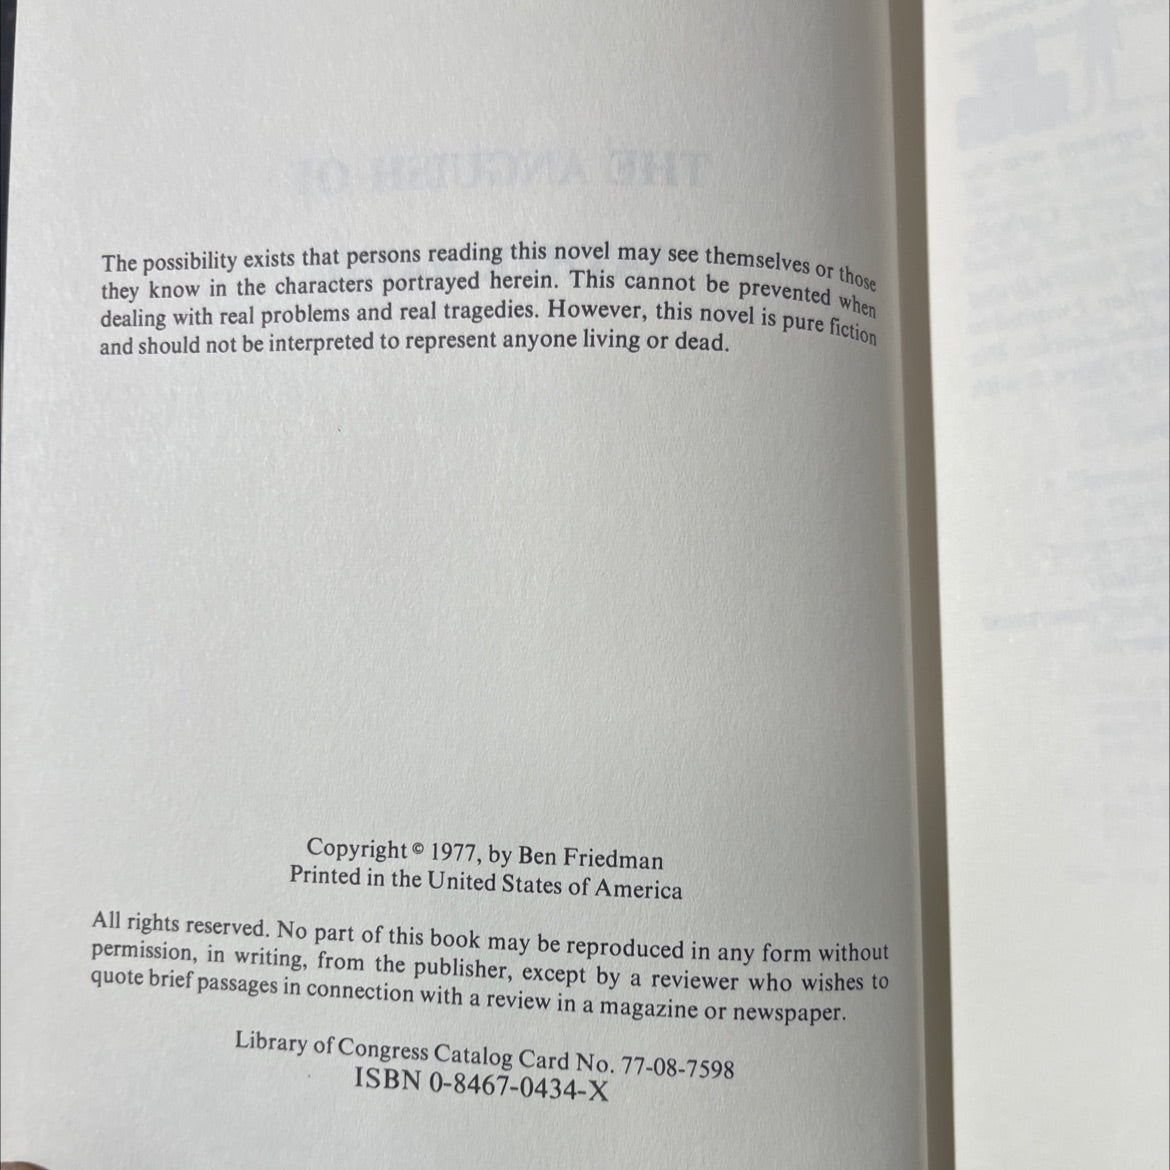 THE ANGUISH OF
The possibility exists that persons reading this novel may see themselves or those
they know in the characters portrayed herein. This cannot be prevented when
dealing with real problems and real tragedies. However, this novel is pure fiction
and should not be interpreted to represent anyone living or dead.
Copyright © 1977, by Ben Friedman
Printed in the United States of America
All rights reserved. No part of this book may be reproduced in any form without
permission, in writing, from the publisher, except by a reviewer who wishes to
quote brief passages in connection with a review in a magazine or newspaper.
Library of Congress Catalog Card No. 77-08-7598
ISBN 0-8467-0434-X